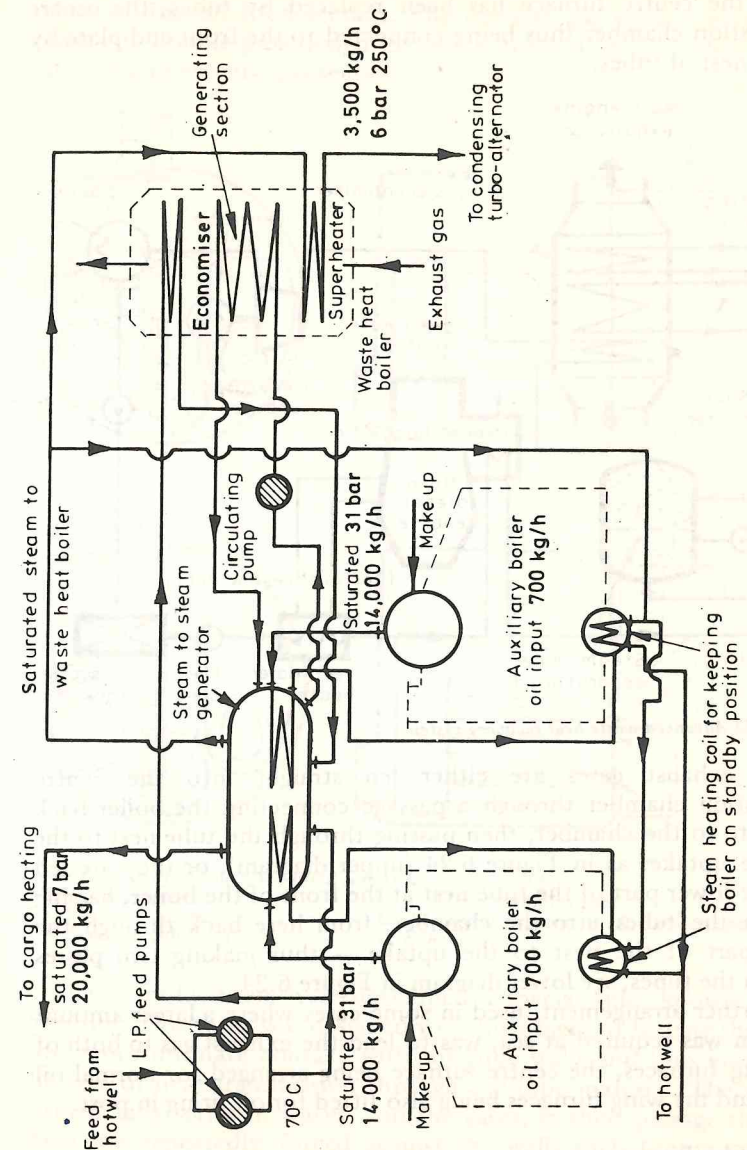 Feed from
hotwell
L.P. feed pumps
70°C
To cargo heating
saturated 7 bar
20,000 kg/h
Saturated steam to
waste heat boiler
Steam to steam
generator
Circulating
pump
Economiser
Generating
section
Superheater
Waste heat
boiler
Exhaust gas
3,500 kg/h
6 bar 250°C
To condensing
turbo-alternator
Saturated 31 bar
14,000 kg/h
Make-up
Auxiliary boiler
oil input 700 kg/h
Saturated 31 bar
14,000 kg/h
Make up
Auxiliary boiler
oil input 700 kg/h
To hotwell
Steam heating coil for keeping
boiler on standby position